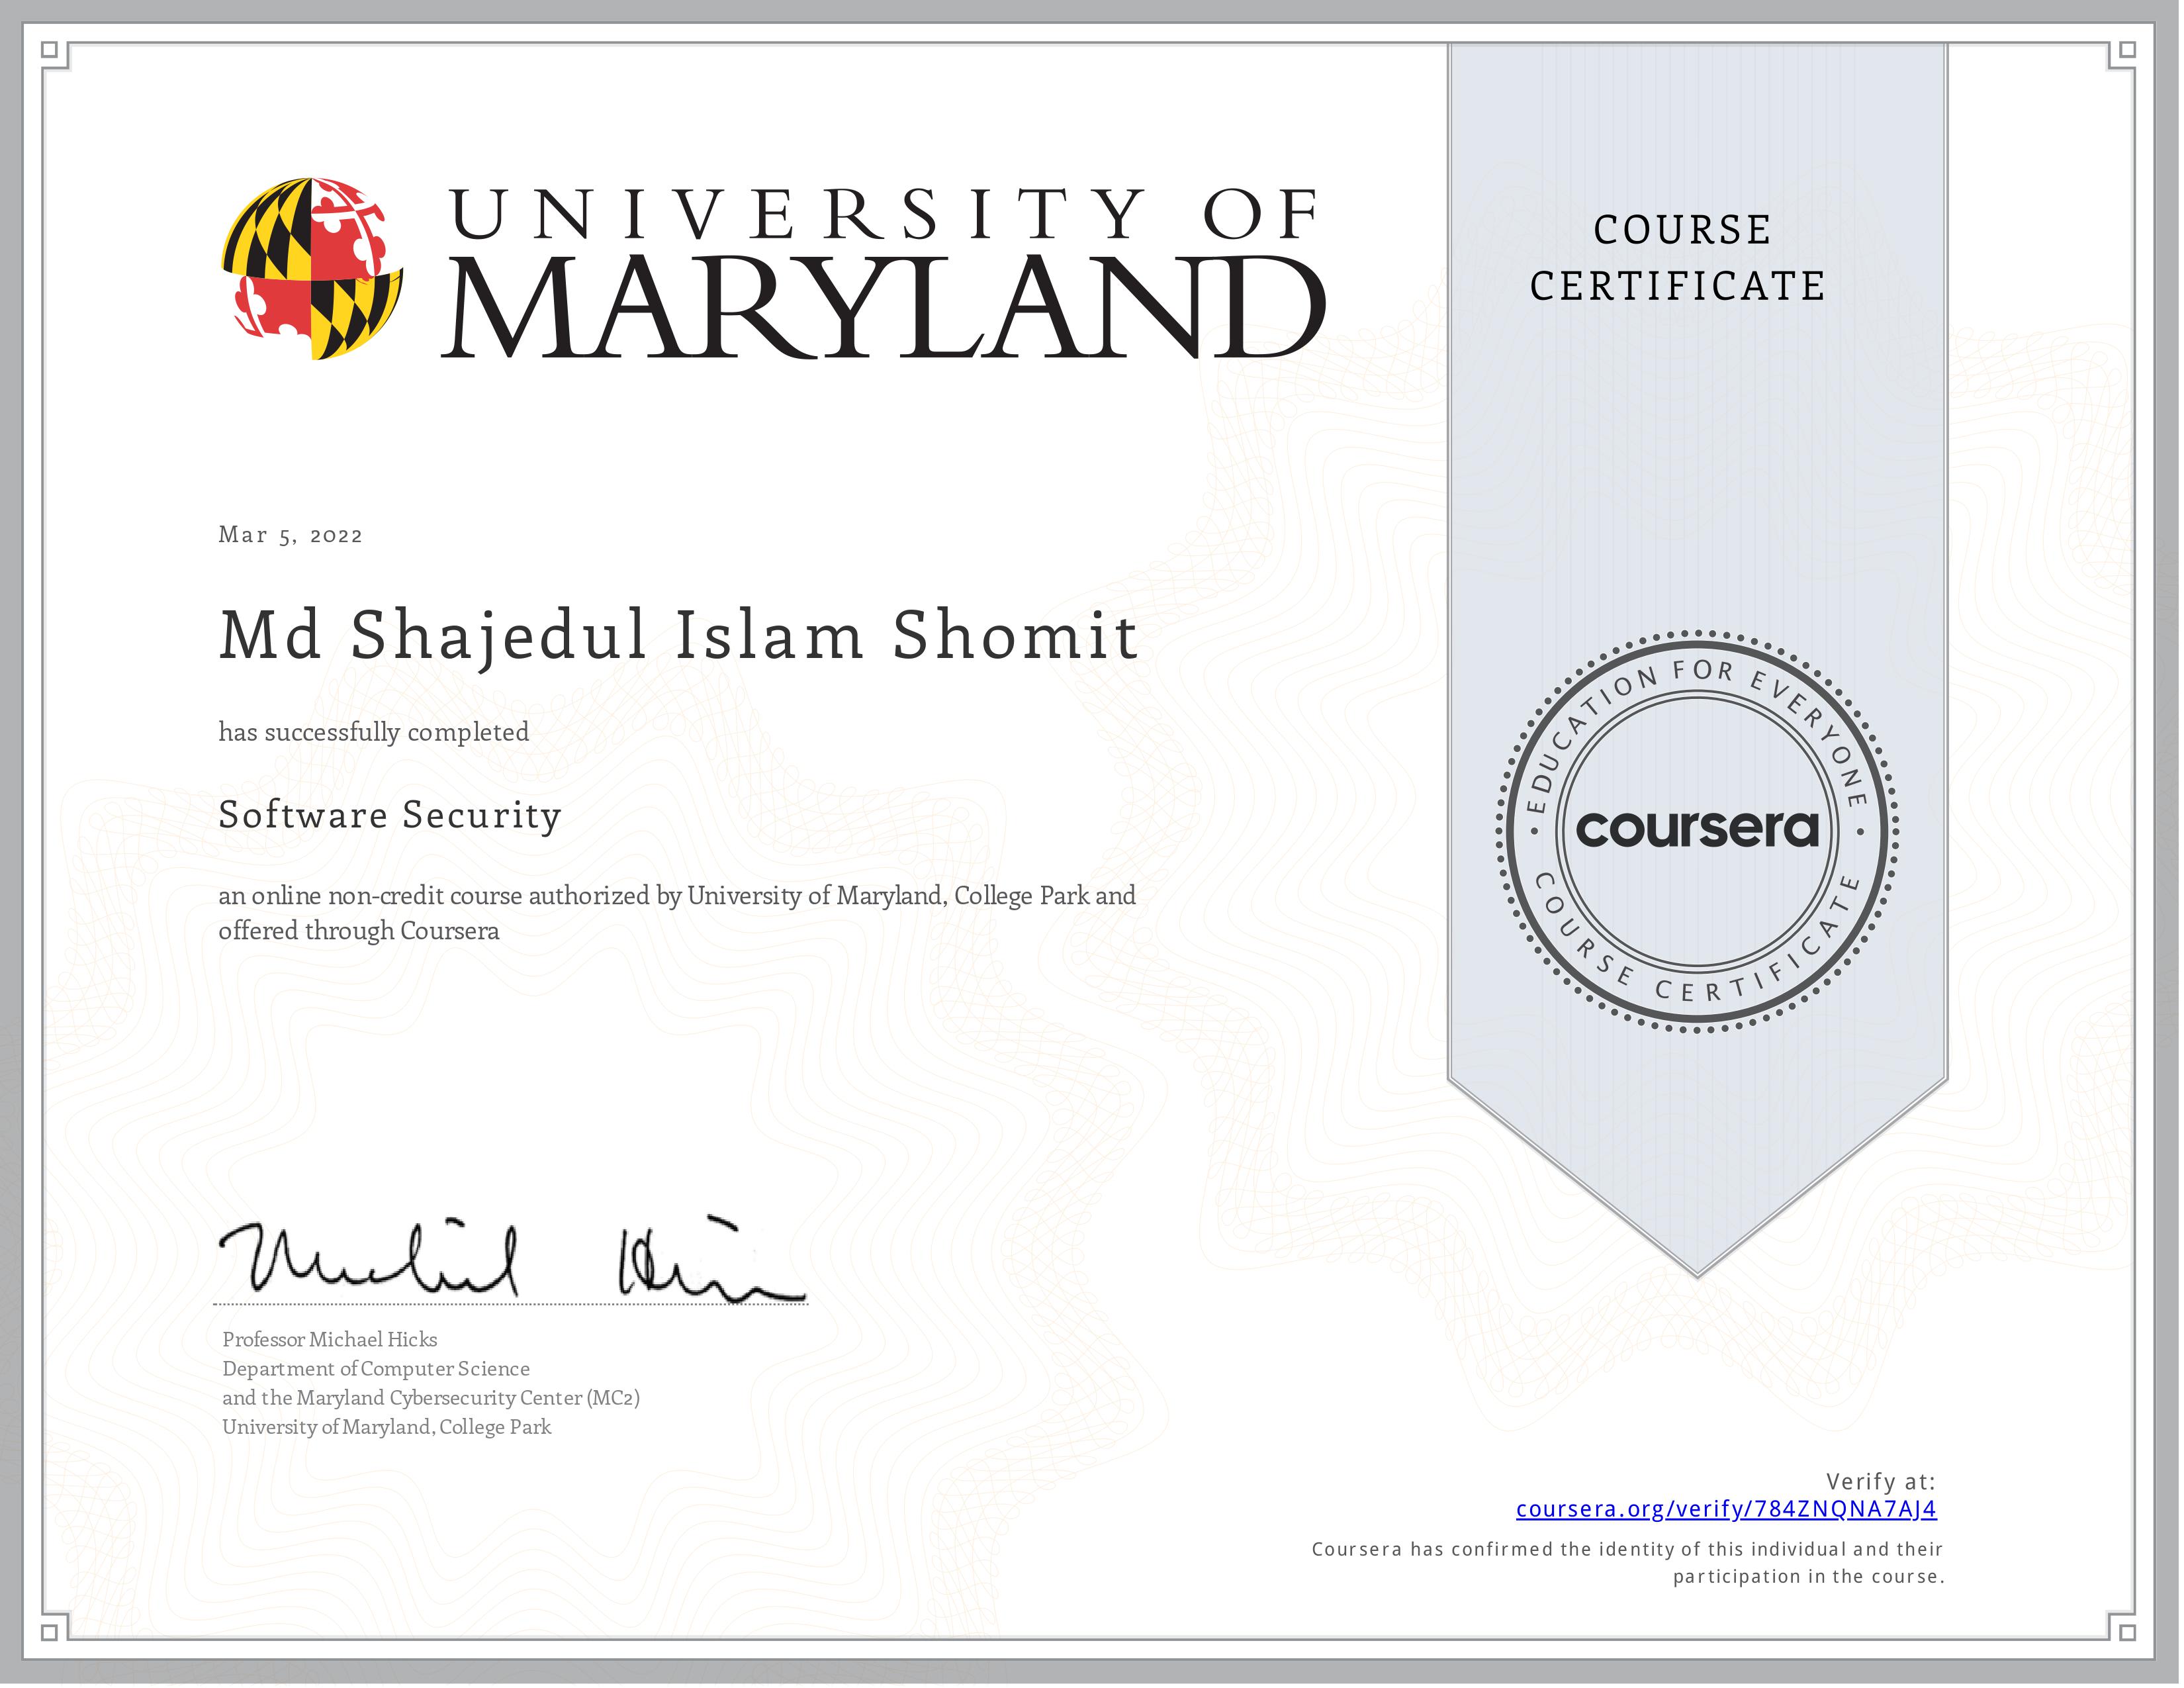 UNIVERSITY OF
MARYLAND
COURSE
CERTIFICATE
Mar 5, 2022
Md Shajedul Islam Shomit
has successfully completed
Software Security
an online non-credit course authorized by University of Maryland, College Park and
offered through Coursera
EDUCATION FOR EVERYONE
coursera
COURSE CERTIFICATE
Michael Hicks
Professor Michael Hicks
Department of Computer Science
and the Maryland Cybersecurity Center (MC2)
University of Maryland, College Park
Verify at:
coursera.org/verify/784ZNQNA7AJ4
Coursera has confirmed the identity of this individual and their
participation in the course.